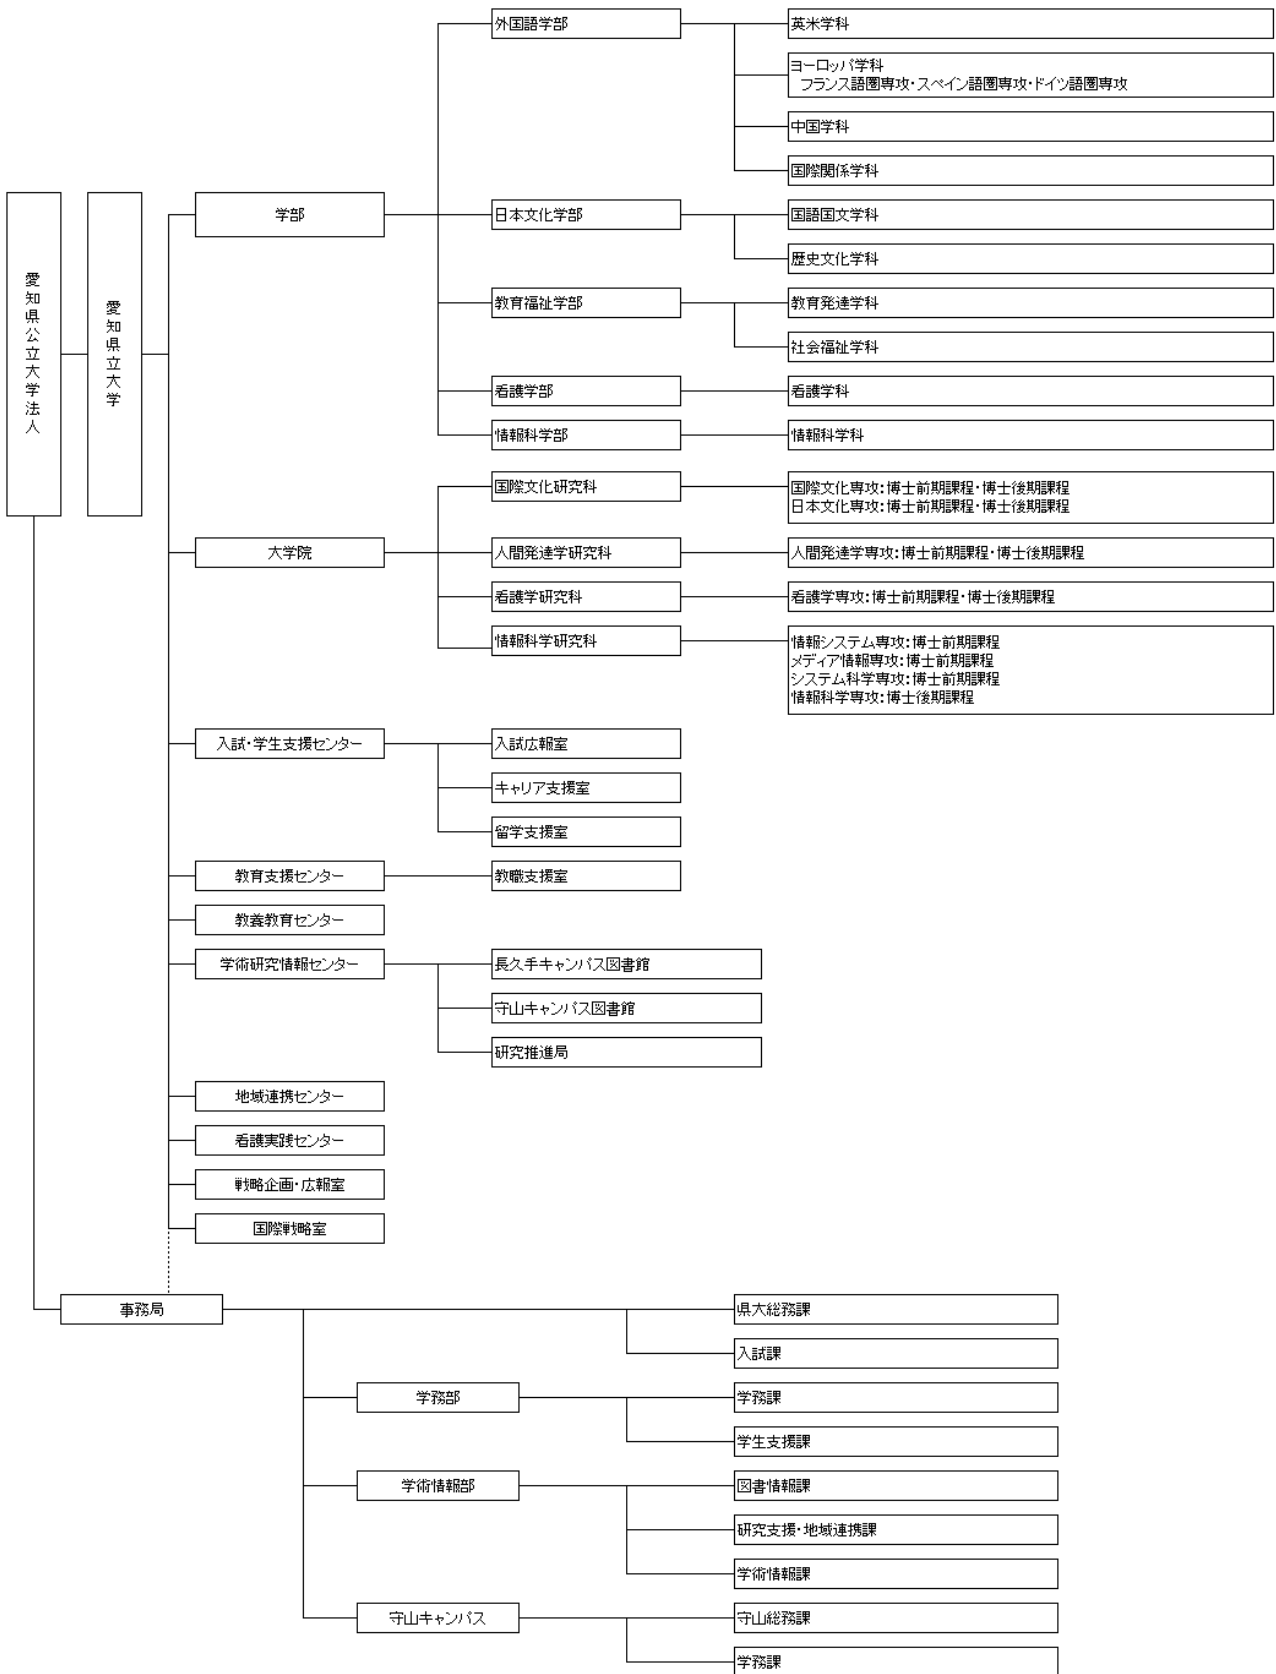 愛知県公立大学法人
愛知県立大学
学部
外国語学部
英米学科
ヨーロッパ学科
フランス語圏専攻・スペイン語圏専攻・ドイツ語圏専攻
中国学科
国際関係学科
日本文化学部
国語国文学科
歴史文化学科
教育福祉学部
教育発達学科
社会福祉学科
看護学部
看護学科
情報科学部
情報科学科
大学院
国際文化研究科
国際文化専攻:博士前期課程・博士後期課程
日本文化専攻:博士前期課程・博士後期課程
人間発達学研究科
人間発達学専攻:博士前期課程・博士後期課程
看護学研究科
看護学専攻:博士前期課程・博士後期課程
情報科学研究科
情報システム専攻:博士前期課程
メディア情報専攻:博士前期課程
システム科学専攻:博士前期課程
情報科学専攻:博士後期課程
入試・学生支援センター
入試広報室
キャリア支援室
留学支援室
教育支援センター
教職支援室
教養教育センター
学術研究情報センター
長久手キャンパス図書館
守山キャンパス図書館
研究推進局
地域連携センター
看護実践センター
戦略企画・広報室
国際戦略室
事務局
県大総務課
入試課
学務部
学務課
学生支援課
学術情報部
図書情報課
研究支援・地域連携課
学術情報課
守山キャンパス
守山総務課
学務課